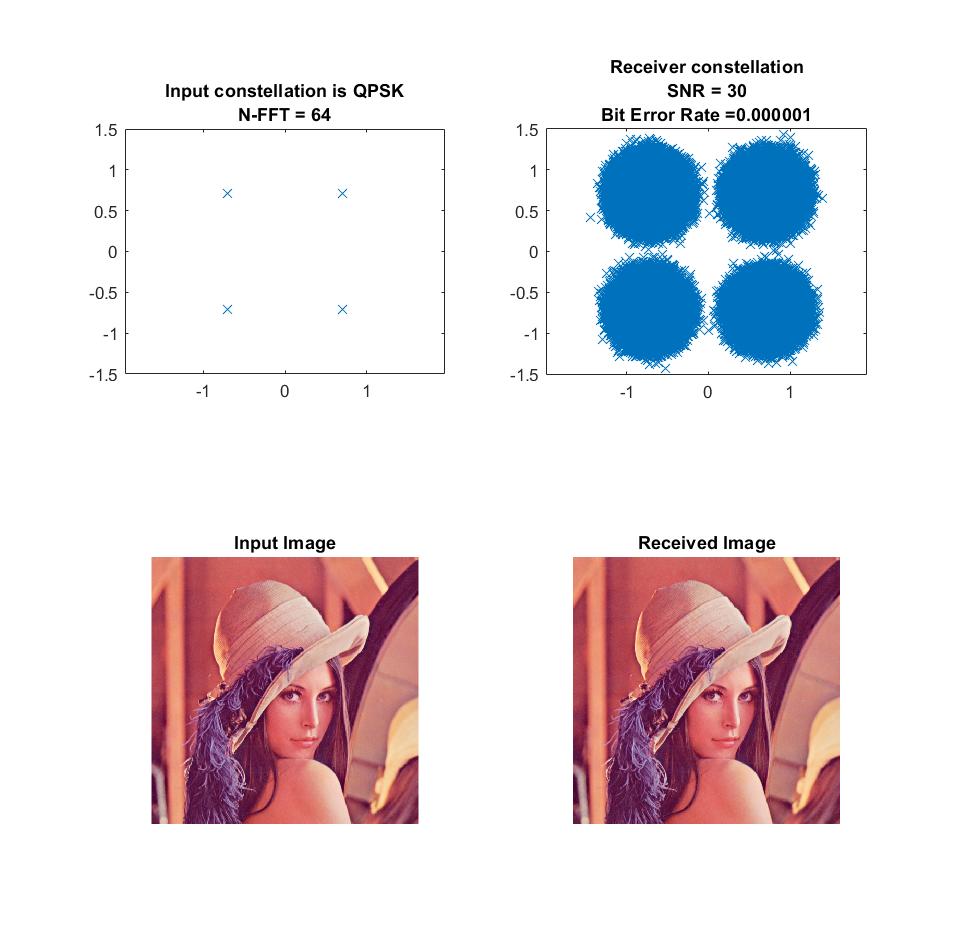 Input constellation is QPSK
N-FFT = 64
1.5
1
0.5
0
-0.5
-1
-1.5
-1 0 1
Receiver constellation
SNR = 30
Bit Error Rate =0.000001
1.5
1
0.5
0
-0.5
-1
-1.5
-1 0 1
Input Image
Received Image